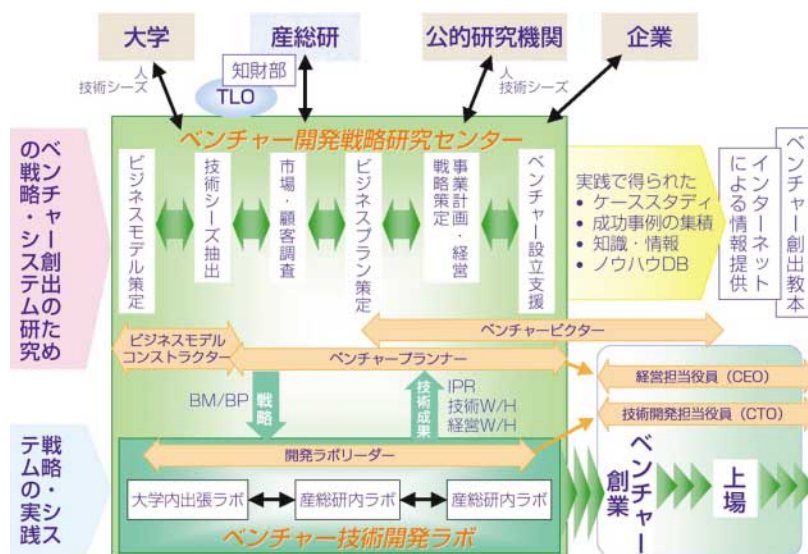 大学
産総研
公的研究機関
企業
人
技術シーズ
知財部
TLO
人
技術シーズ
ベンチャー開発戦略研究センター
ベンチャー創出のため
の戦略・システム研究
ビジネスモデル策定
技術シーズ抽出
市場・顧客調査
ビジネスプラン策定
事業計画・経営
戦略策定
ベンチャー設立支援
実践で得られた
• ケーススタディ
• 成功事例の集積
• 知識・情報
• ノウハウDB
インターネット
による情報提供
ベンチャー創出教本
ベンチャービクター
ビジネスモデル
コンストラクター
ベンチャープランナー
経営担当役員（CEO）
BM/BP
戦略
技術成果
IPR
技術W/H
経営W/H
技術開発担当役員（CTO）
戦略・シス
テムの実践
開発ラボリーダー
大学内出張ラボ
産総研内ラボ
産総研内ラボ
ベンチャー技術開発ラボ
ベンチャー
創業
上場